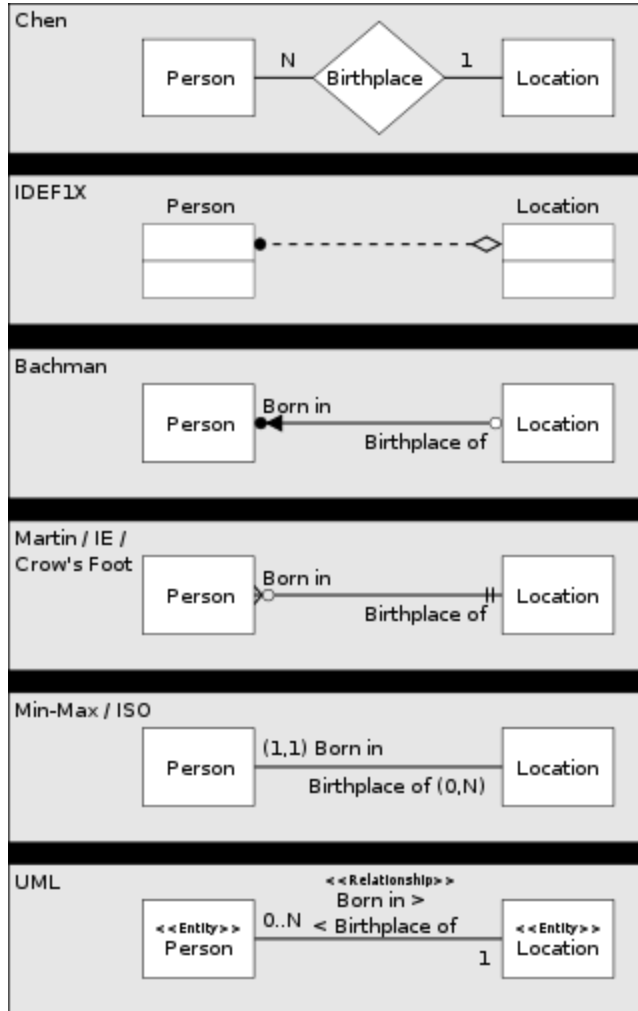 Chen
Person
N
Birthplace
1
Location
IDEF1X
Person
Location
Bachman
Person
Born in
Birthplace of
Location
Martin / IE /
Crow's Foot
Person
Born in
Birthplace of
Location
Min-Max / ISO
Person
(1,1) Born in
Birthplace of (0,N)
Location
UML
<<Entity>>
Person
0..N
<<Relationship>>
Born in >
< Birthplace of
1
<<Entity>>
Location